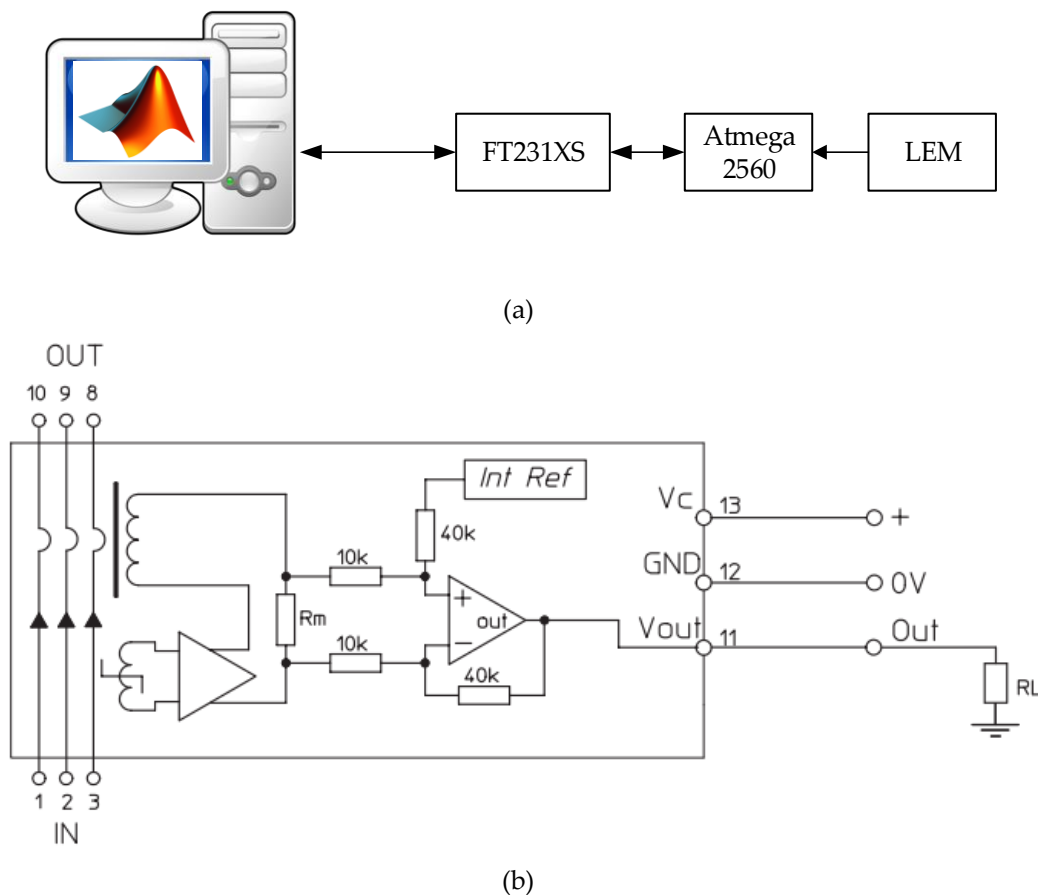 FT231XS
Atmega
2560
LEM
(a)
OUT
10 9 8
Int Ref
Vc 13 +
40k
10k
GND 12 0V
Rm
+
out
Vout 11 Out
−
10k
40k
RL
1 2 3
IN
(b)